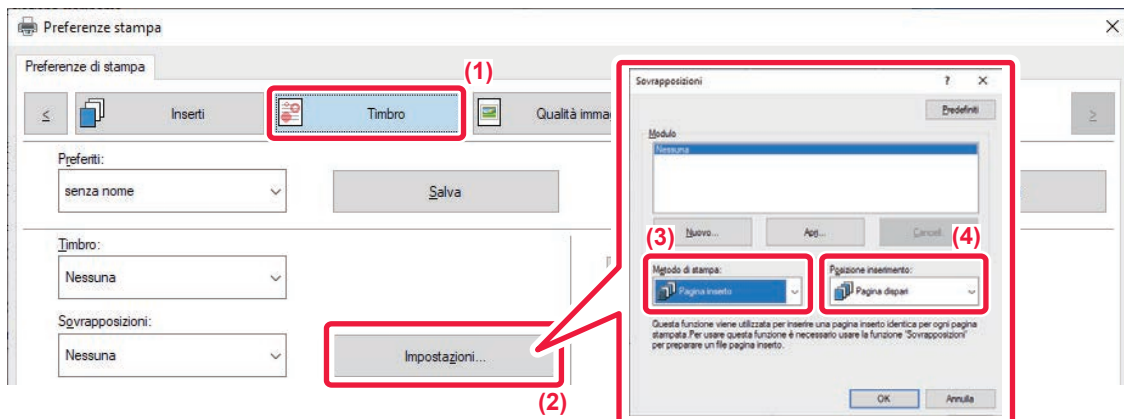 Preferenze stampa
Preferenze di stampa
(1)
≤
Inserti
Timbro
Qualità imma
≥
Preferiti:
senza nome
Salva
Timbro:
Nessuna
Sovrapposizioni:
Nessuna
Impostazioni...
(2)
Sovrapposizioni
?
Predefiniti
Modulo
Nessuna
Nuovo...
Agg...
Cancel.
(3)
(4)
Metodo di stampa:
Pagina inserto
Posizione inserimento:
Pagina dispari
Questa funzione viene utilizzata per inserire una pagina inserto identica per ogni pagina
stampata.Per usare questa funzione è necessario usare la funzione 'Sovrapposizioni'
per preparare un file pagina inserto.
OK
Annulla